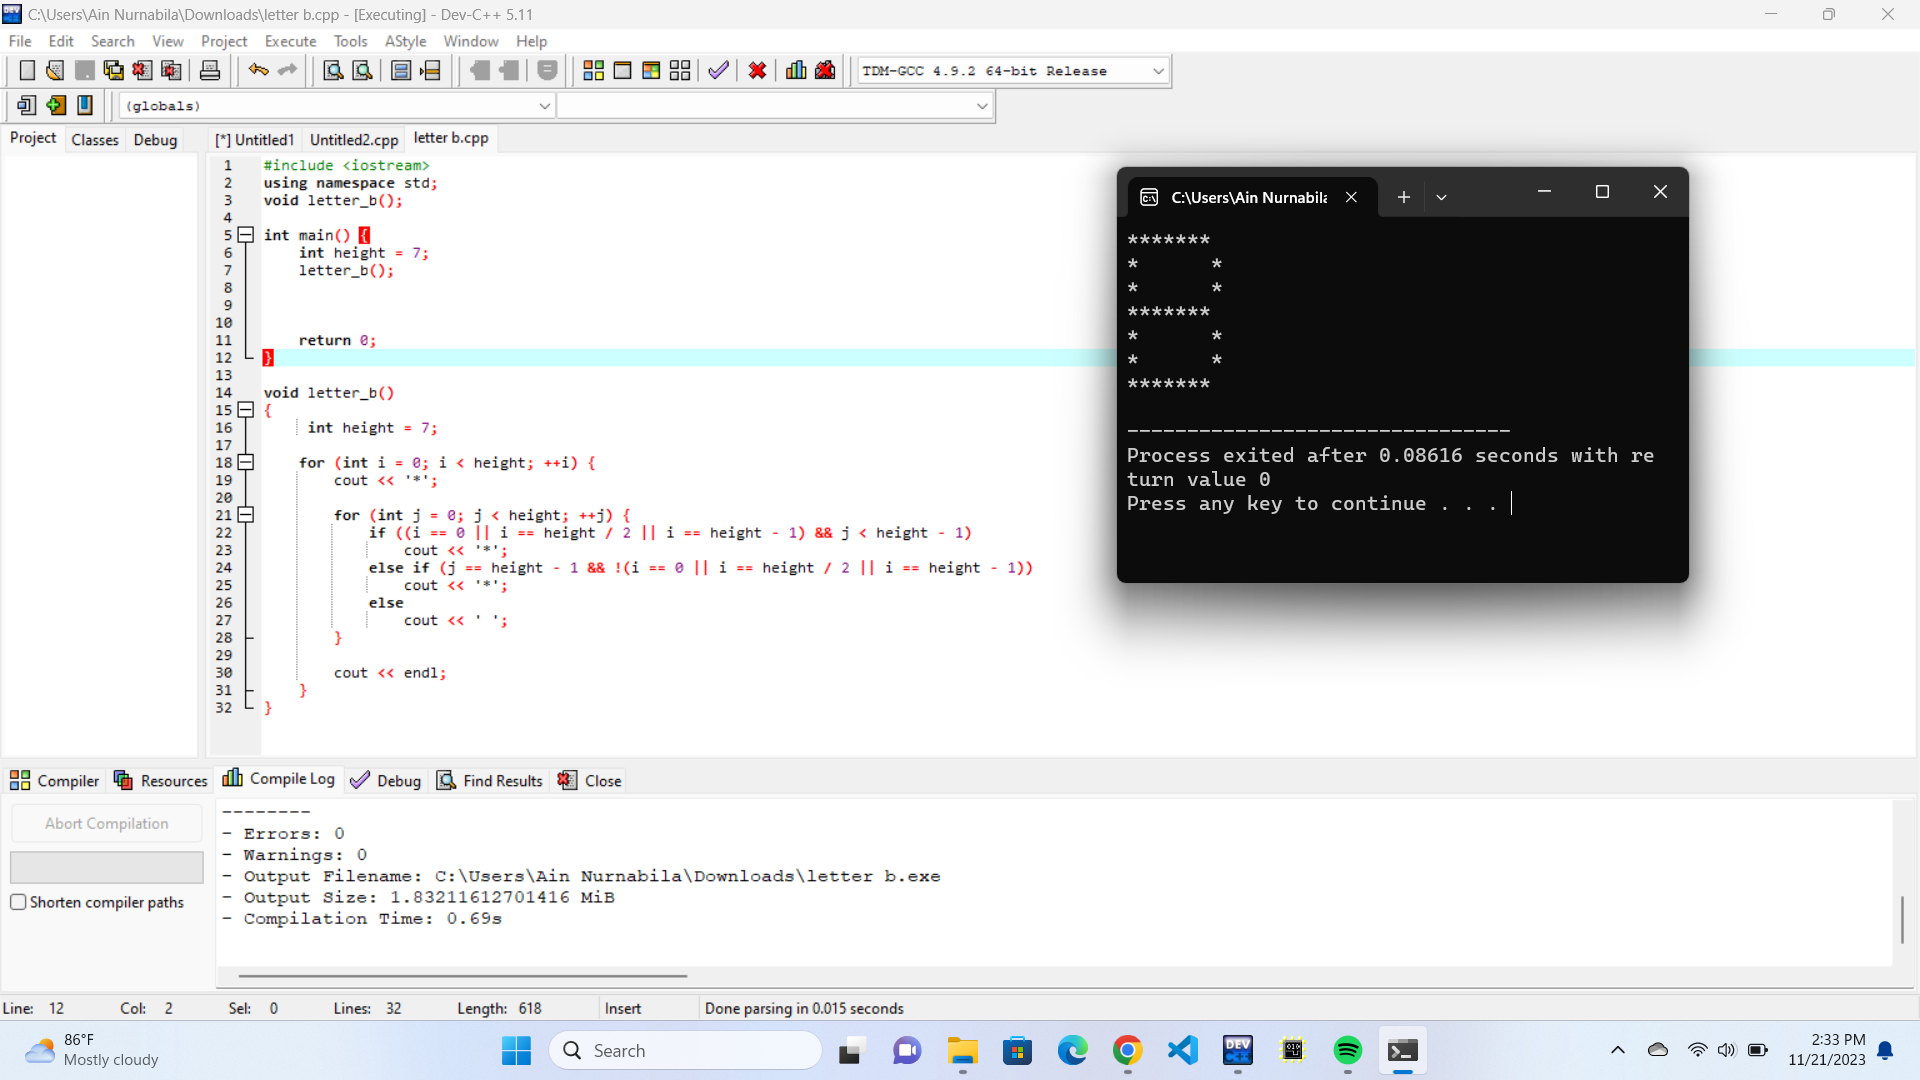 C:\Users\Ain Nurnabila\Downloads\letter b.cpp - [Executing] - Dev-C++ 5.11
File Edit Search View Project Execute Tools AStyle Window Help
TDM-GCC 4.9.2 64-bit Release
(globals)
Project Classes Debug [*] Untitled1 Untitled2.cpp letter b.cpp
1 #include <iostream>
2 using namespace std;
3 void letter_b();
4
5 int main() {
6     int height = 7;
7     letter_b();
8
9
10
11     return 0;
12 }
13
14 void letter_b()
15 {
16      int height = 7;
17
18     for (int i = 0; i < height; ++i) {
19         cout << '*';
20
21         for (int j = 0; j < height; ++j) {
22             if ((i == 0 || i == height / 2 || i == height - 1) && j < height - 1)
23                 cout << '*';
24             else if (j == height - 1 && !(i == 0 || i == height / 2 || i == height - 1))
25                 cout << '*';
26             else
27                 cout << ' ';
28         }
29
30         cout << endl;
31     }
32 }
C:\Users\Ain Nurnabila
*******
*      *
*      *
*******
*      *
*      *
*******
--------------------------------
Process exited after 0.08616 seconds with re
turn value 0
Press any key to continue . . .
Compiler Resources Compile Log Debug Find Results Close
Abort Compilation
Shorten compiler paths
--------
- Errors: 0
- Warnings: 0
- Output Filename: C:\Users\Ain Nurnabila\Downloads\letter b.exe
- Output Size: 1.83211612701416 MiB
- Compilation Time: 0.69s
Line: 12 Col: 2 Sel: 0 Lines: 32 Length: 618 Insert Done parsing in 0.015 seconds
86°F
Mostly cloudy
Search
DEV
C++
2:33 PM
11/21/2023